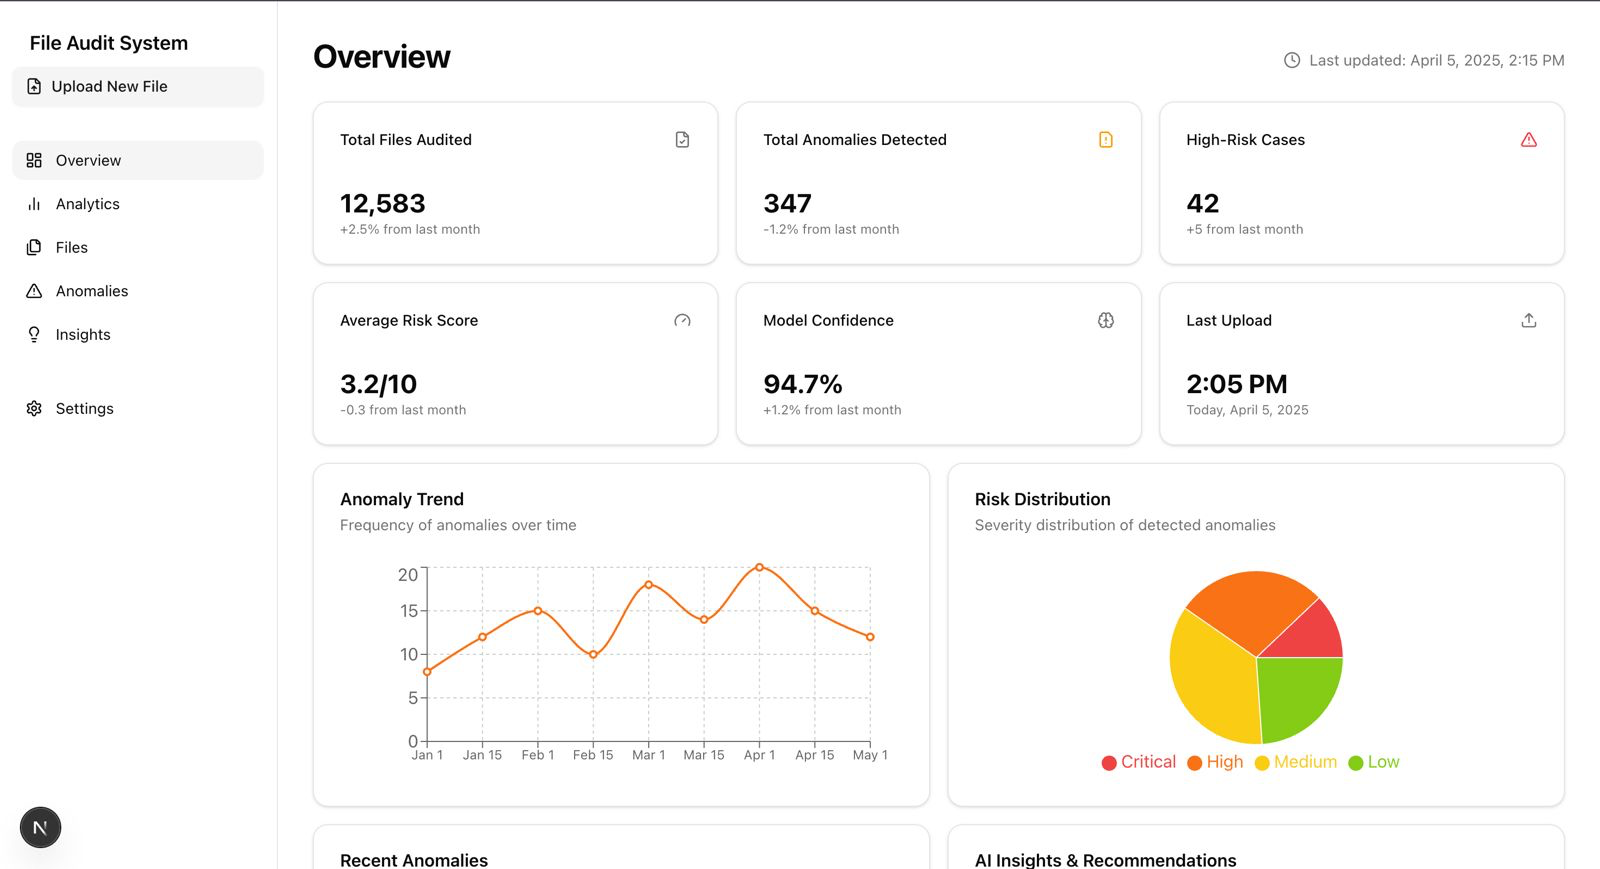 File Audit System
Upload New File
Overview
Analytics
Files
Anomalies
Insights
Settings
N
Overview
Last updated: April 5, 2025, 2:15 PM
Total Files Audited
12,583
+2.5% from last month
Total Anomalies Detected
347
-1.2% from last month
High-Risk Cases
42
+5 from last month
Average Risk Score
3.2/10
-0.3 from last month
Model Confidence
94.7%
+1.2% from last month
Last Upload
2:05 PM
Today, April 5, 2025
Anomaly Trend
Frequency of anomalies over time
20
15
10
5
0
Jan 1 Jan 15 Feb 1 Feb 15 Mar 1 Mar 15 Apr 1 Apr 15 May 1
Risk Distribution
Severity distribution of detected anomalies
Critical High Medium Low
Recent Anomalies
AI Insights & Recommendations